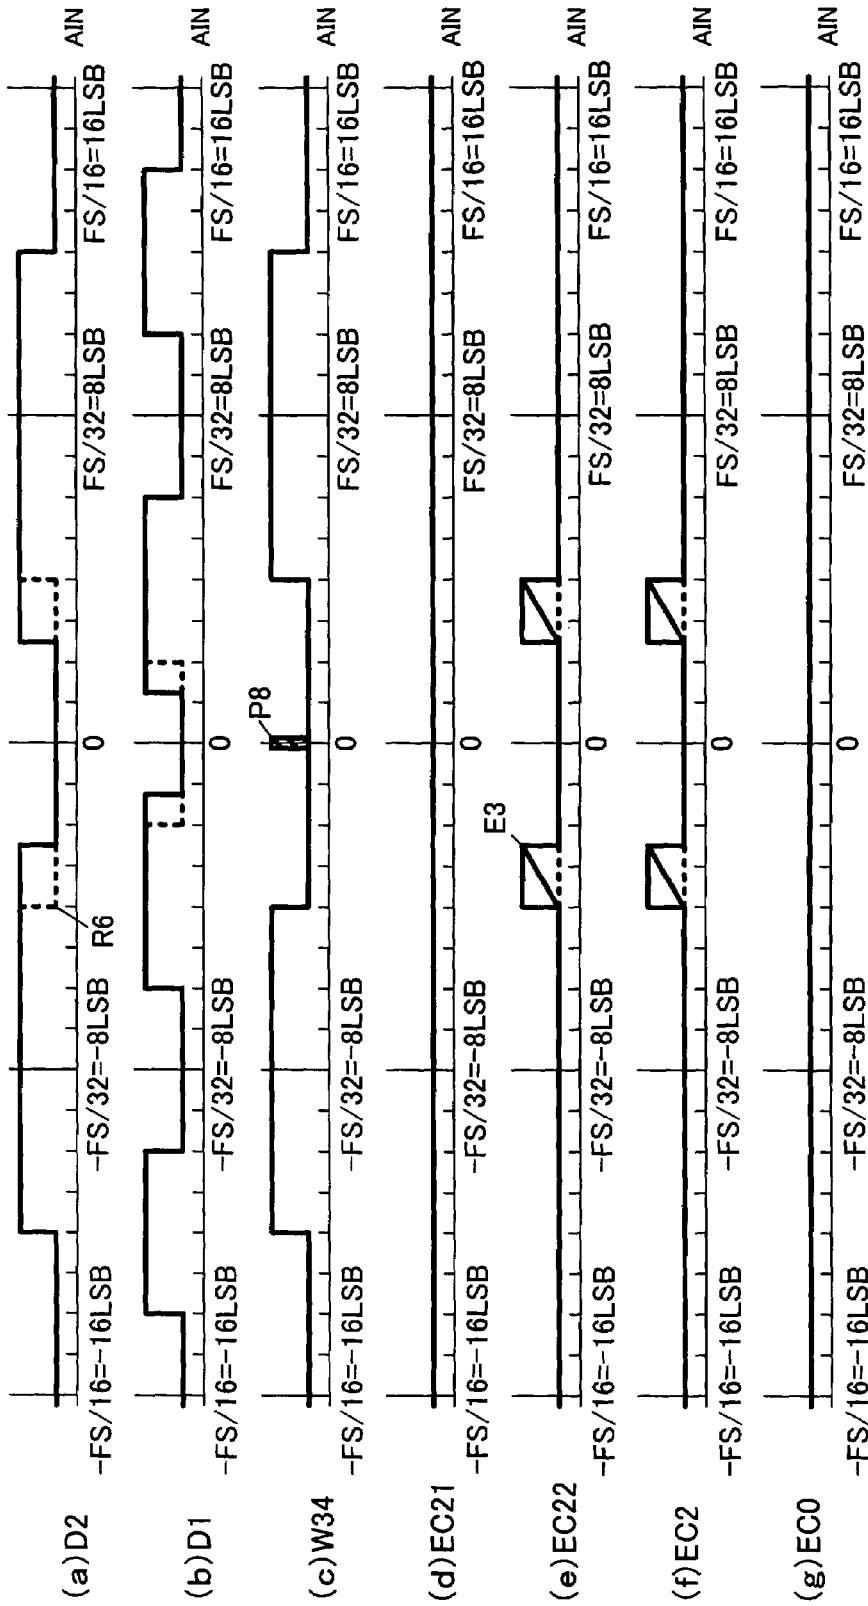 (a)D2
-FS/16=-16LSB
-FS/32=-8LSB
R6
0
FS/32=8LSB
FS/16=16LSB
AIN
(b)D1
-FS/16=-16LSB
-FS/32=-8LSB
0
FS/32=8LSB
FS/16=16LSB
AIN
(c)W34
-FS/16=-16LSB
-FS/32=-8LSB
P8
0
FS/32=8LSB
FS/16=16LSB
AIN
(d)EC21
-FS/16=-16LSB
-FS/32=-8LSB
0
FS/32=8LSB
FS/16=16LSB
AIN
(e)EC22
-FS/16=-16LSB
-FS/32=-8LSB
E3
0
FS/32=8LSB
FS/16=16LSB
AIN
(f)EC2
-FS/16=-16LSB
-FS/32=-8LSB
0
FS/32=8LSB
FS/16=16LSB
AIN
(g)EC0
-FS/16=-16LSB
-FS/32=-8LSB
0
FS/32=8LSB
FS/16=16LSB
AIN